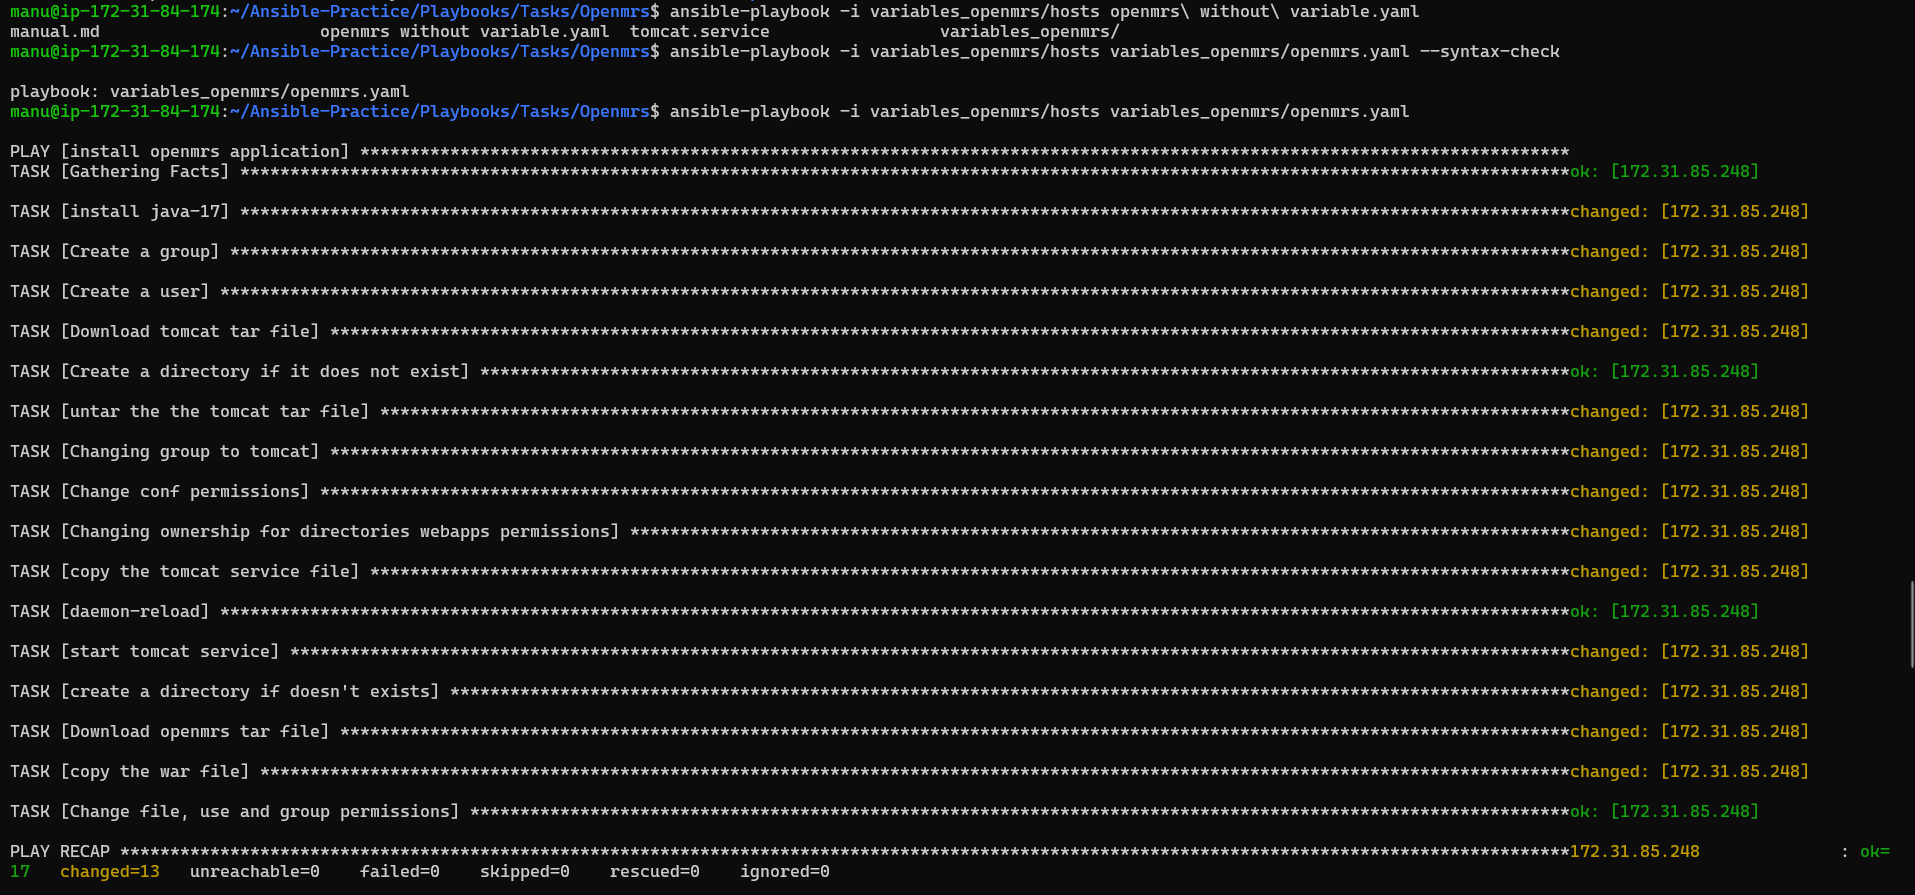 manu@ip-172-31-84-174:~/Ansible-Practice/Playbooks/Tasks/Openmrs$ ansible-playbook -i variables_openmrs/hosts openmrs\ without\ variable.yaml
manual.md                      openmrs without variable.yaml  tomcat.service                 variables_openmrs/
manu@ip-172-31-84-174:~/Ansible-Practice/Playbooks/Tasks/Openmrs$ ansible-playbook -i variables_openmrs/hosts variables_openmrs/openmrs.yaml --syntax-check
playbook: variables_openmrs/openmrs.yaml
manu@ip-172-31-84-174:~/Ansible-Practice/Playbooks/Tasks/Openmrs$ ansible-playbook -i variables_openmrs/hosts variables_openmrs/openmrs.yaml
PLAY [install openmrs application] *************************************************************************************************************************
TASK [Gathering Facts] *************************************************************************************************************************************ok: [172.31.85.248]
TASK [install java-17] *************************************************************************************************************************************changed: [172.31.85.248]
TASK [Create a group] **************************************************************************************************************************************changed: [172.31.85.248]
TASK [Create a user] ***************************************************************************************************************************************changed: [172.31.85.248]
TASK [Download tomcat tar file] ****************************************************************************************************************************changed: [172.31.85.248]
TASK [Create a directory if it does not exist] *************************************************************************************************************ok: [172.31.85.248]
TASK [untar the the tomcat tar file] ***********************************************************************************************************************changed: [172.31.85.248]
TASK [Changing group to tomcat] ****************************************************************************************************************************changed: [172.31.85.248]
TASK [Change conf permissions] *****************************************************************************************************************************changed: [172.31.85.248]
TASK [Changing ownership for directories webapps permissions] **********************************************************************************************changed: [172.31.85.248]
TASK [copy the tomcat service file] ************************************************************************************************************************changed: [172.31.85.248]
TASK [daemon-reload] ***************************************************************************************************************************************ok: [172.31.85.248]
TASK [start tomcat service] ********************************************************************************************************************************changed: [172.31.85.248]
TASK [create a directory if doesn't exists] ****************************************************************************************************************changed: [172.31.85.248]
TASK [Download openmrs tar file] ***************************************************************************************************************************changed: [172.31.85.248]
TASK [copy the war file] ***********************************************************************************************************************************changed: [172.31.85.248]
TASK [Change file, use and group permissions] **************************************************************************************************************ok: [172.31.85.248]
PLAY RECAP *************************************************************************************************************************************************172.31.85.248              : ok=
17   changed=13   unreachable=0    failed=0    skipped=0    rescued=0    ignored=0